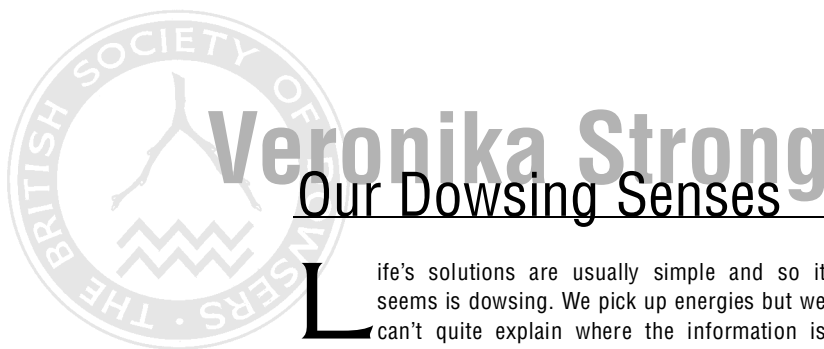 THE BRITISH SOCIETY OF DOWSERS
Veronika Strong
Our Dowsing Senses
Life's solutions are usually simple and so it
seems is dowsing. We pick up energies but we
can't quite explain where the information is